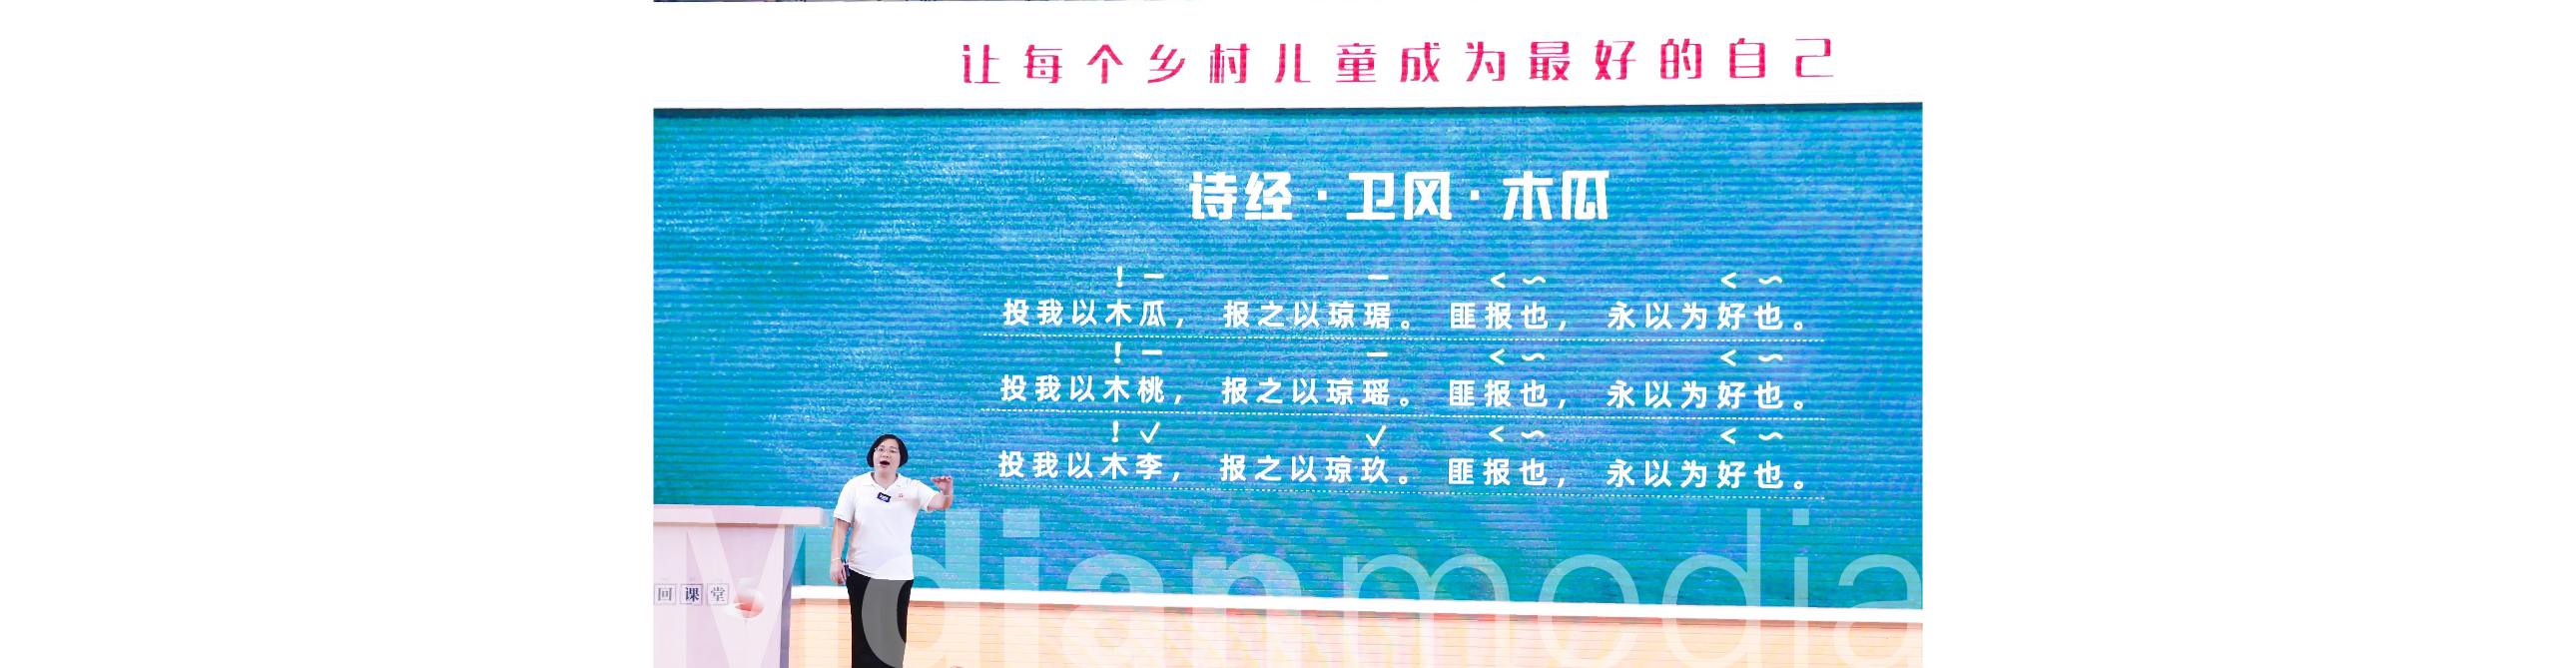 让每个乡村儿童成为最好的自己
诗经·卫风·木瓜
! − − < ∽ < ∽
投我以木瓜， 报之以琼琚。 匪报也， 永以为好也。
! − − < ∽ < ∽
投我以木桃， 报之以琼瑶。 匪报也， 永以为好也。
! ✓ ✓ < ∽ < ∽
投我以木李， 报之以琼玖。 匪报也， 永以为好也。
回课堂
Mdianmedia